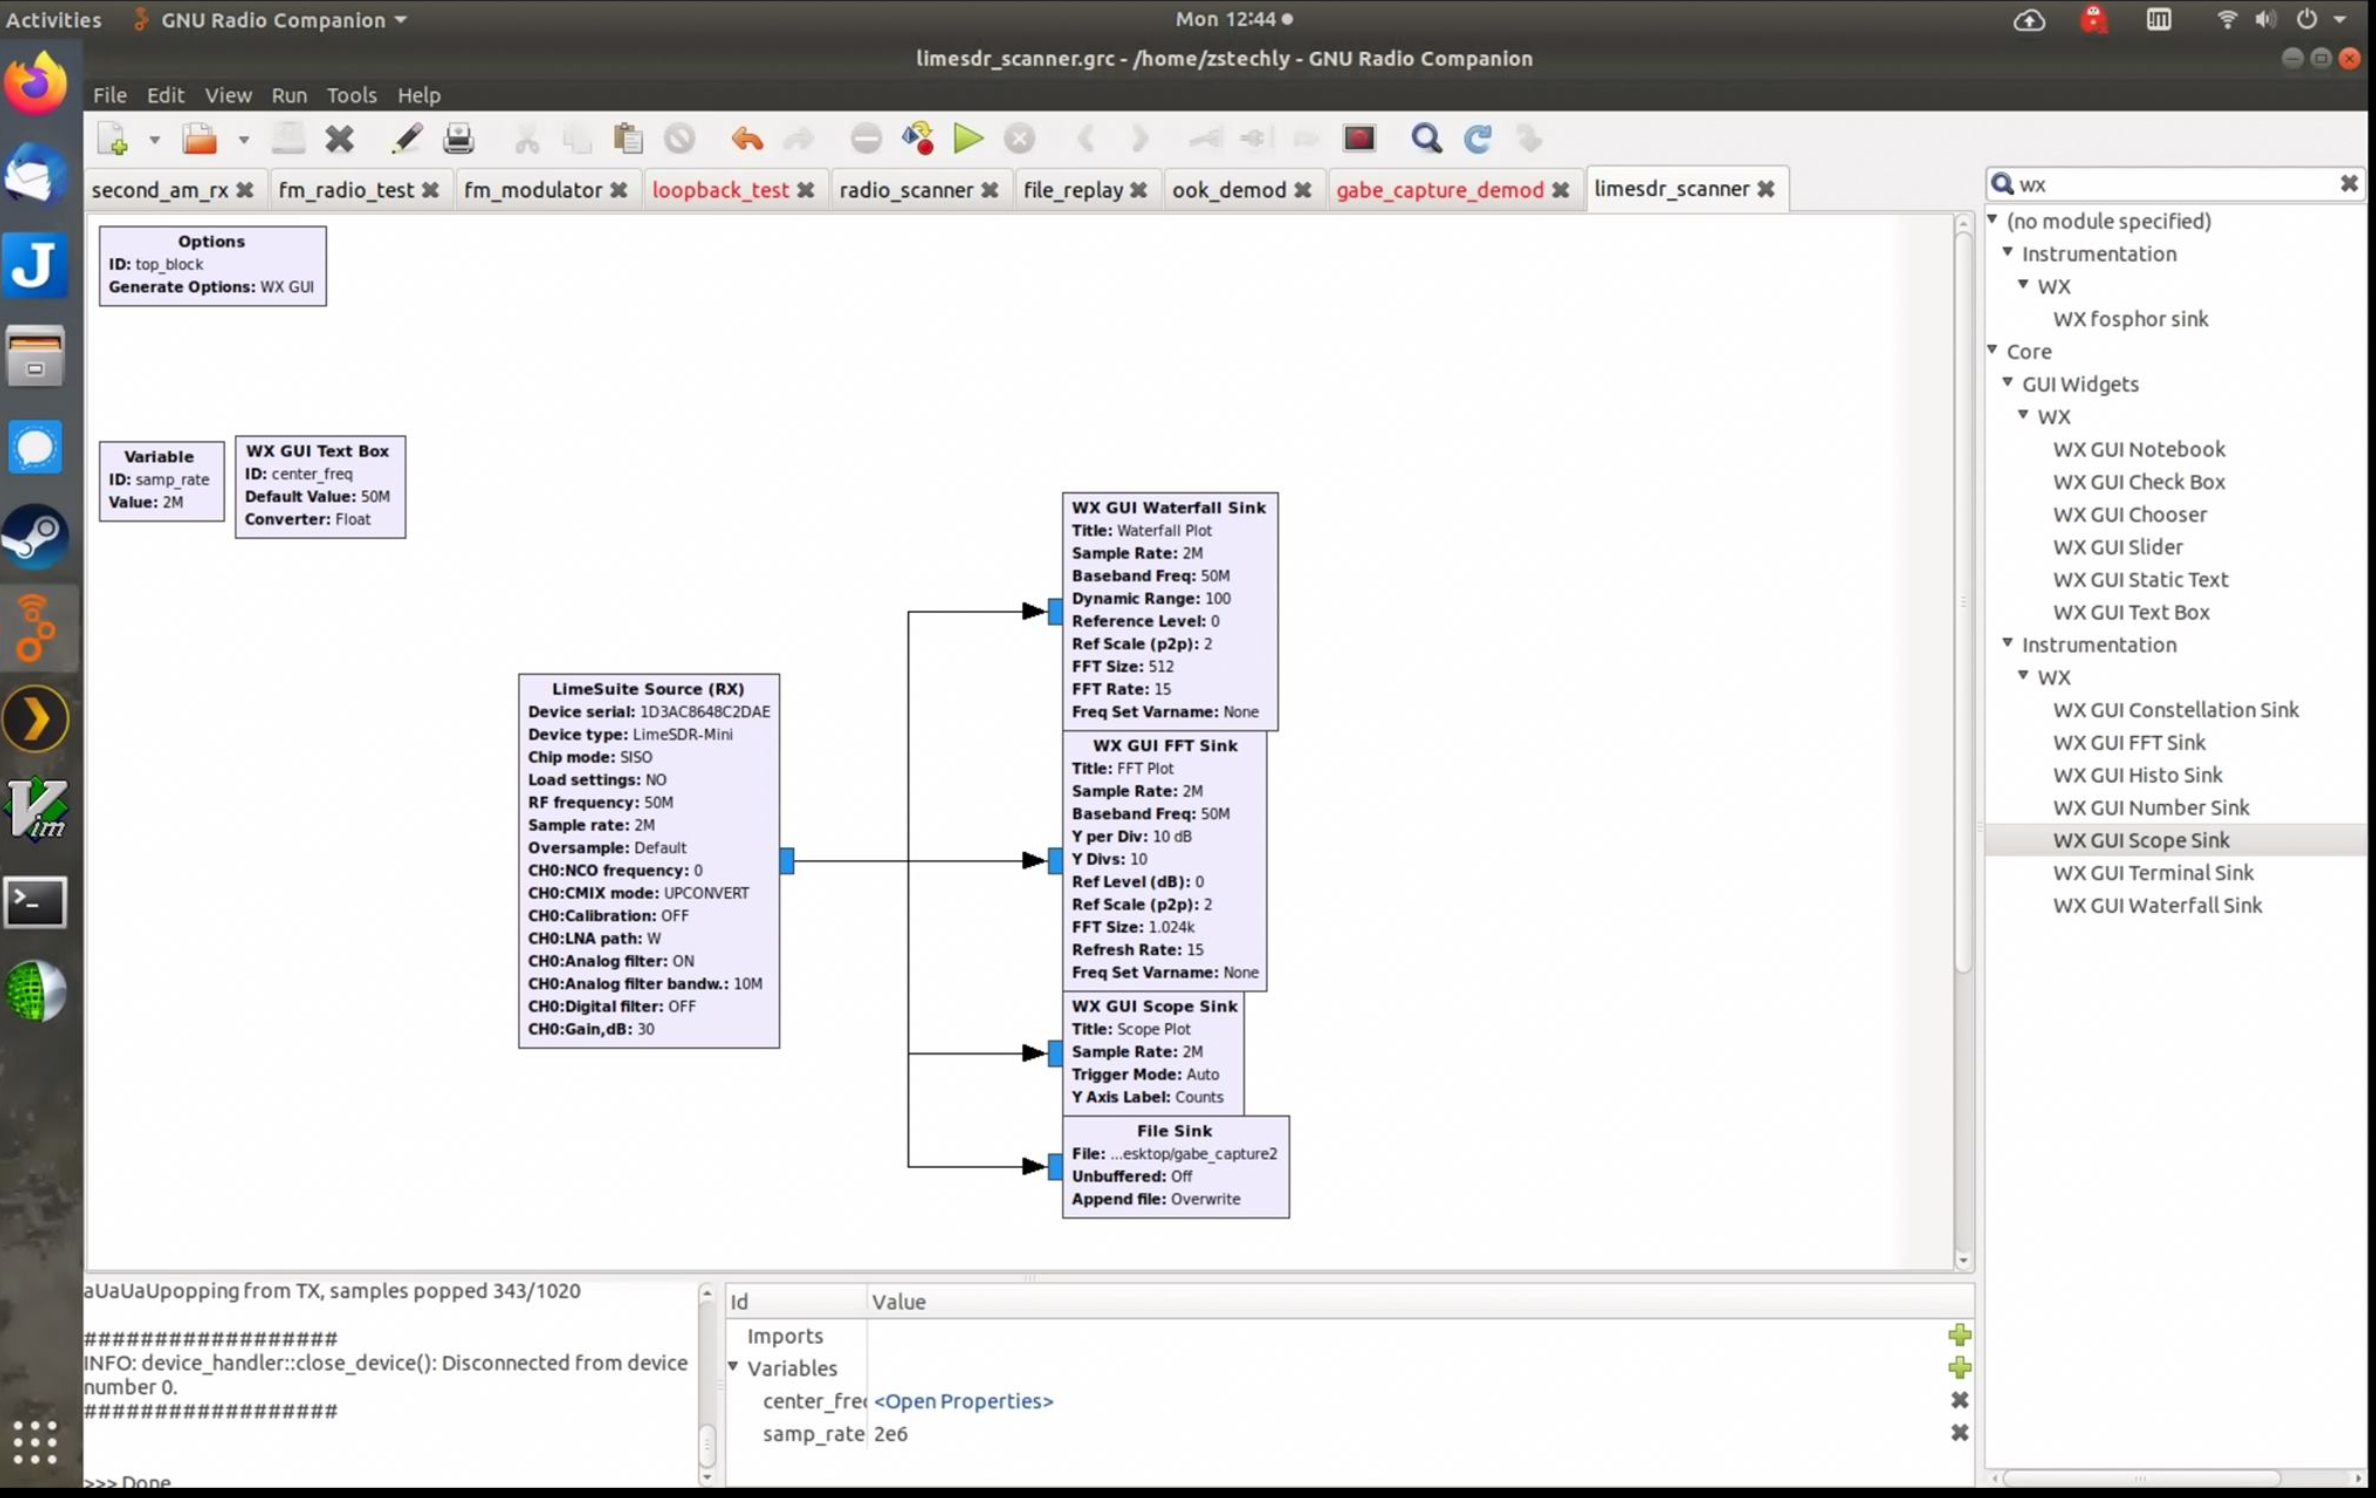 Activities
GNU Radio Companion
Mon 12:44
limesdr_scanner.grc - /home/zstechly - GNU Radio Companion
File Edit View Run Tools Help
second_am_rx
fm_radio_test
fm_modulator
loopback_test
radio_scanner
file_replay
ook_demod
gabe_capture_demod
limesdr_scanner
Options
ID: top_block
Generate Options: WX GUI
Variable
ID: samp_rate
Value: 2M
WX GUI Text Box
ID: center_freq
Default Value: 50M
Converter: Float
LimeSuite Source (RX)
Device serial: 1D3AC8648C2DAE
Device type: LimeSDR-Mini
Chip mode: SISO
Load settings: NO
RF frequency: 50M
Sample rate: 2M
Oversample: Default
CH0:NCO frequency: 0
CH0:CMIX mode: UPCONVERT
CH0:Calibration: OFF
CH0:LNA path: W
CH0:Analog filter: ON
CH0:Analog filter bandw.: 10M
CH0:Digital filter: OFF
CH0:Gain,dB: 30
WX GUI Waterfall Sink
Title: Waterfall Plot
Sample Rate: 2M
Baseband Freq: 50M
Dynamic Range: 100
Reference Level: 0
Ref Scale (p2p): 2
FFT Size: 512
FFT Rate: 15
Freq Set Varname: None
WX GUI FFT Sink
Title: FFT Plot
Sample Rate: 2M
Baseband Freq: 50M
Y per Div: 10 dB
Y Divs: 10
Ref Level (dB): 0
Ref Scale (p2p): 2
FFT Size: 1.024k
Refresh Rate: 15
Freq Set Varname: None
WX GUI Scope Sink
Title: Scope Plot
Sample Rate: 2M
Trigger Mode: Auto
Y Axis Label: Counts
File Sink
File: ...esktop/gabe_capture2
Unbuffered: Off
Append file: Overwrite
wx
(no module specified)
Instrumentation
WX
WX fosphor sink
Core
GUI Widgets
WX
WX GUI Notebook
WX GUI Check Box
WX GUI Chooser
WX GUI Slider
WX GUI Static Text
WX GUI Text Box
Instrumentation
WX
WX GUI Constellation Sink
WX GUI FFT Sink
WX GUI Histo Sink
WX GUI Number Sink
WX GUI Scope Sink
WX GUI Terminal Sink
WX GUI Waterfall Sink
aUaUaUpopping from TX, samples popped 343/1020
##################
INFO: device_handler::close_device(): Disconnected from device
number 0.
##################
>>> Done
Id Value
Imports
Variables
center_fre <Open Properties>
samp_rate 2e6
J
Vim
>_